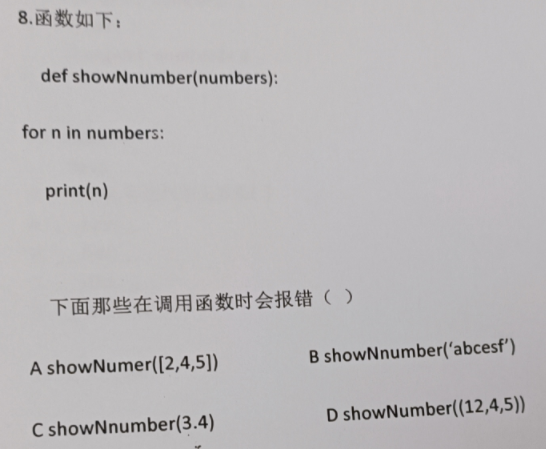 8.函数如下：
def showNnumber(numbers):
for n in numbers:
print(n)
下面那些在调用函数时会报错（ ）
A showNumer([2,4,5]) B showNnumber(‘abcesf’)
C showNnumber(3.4) D showNumber((12,4,5))